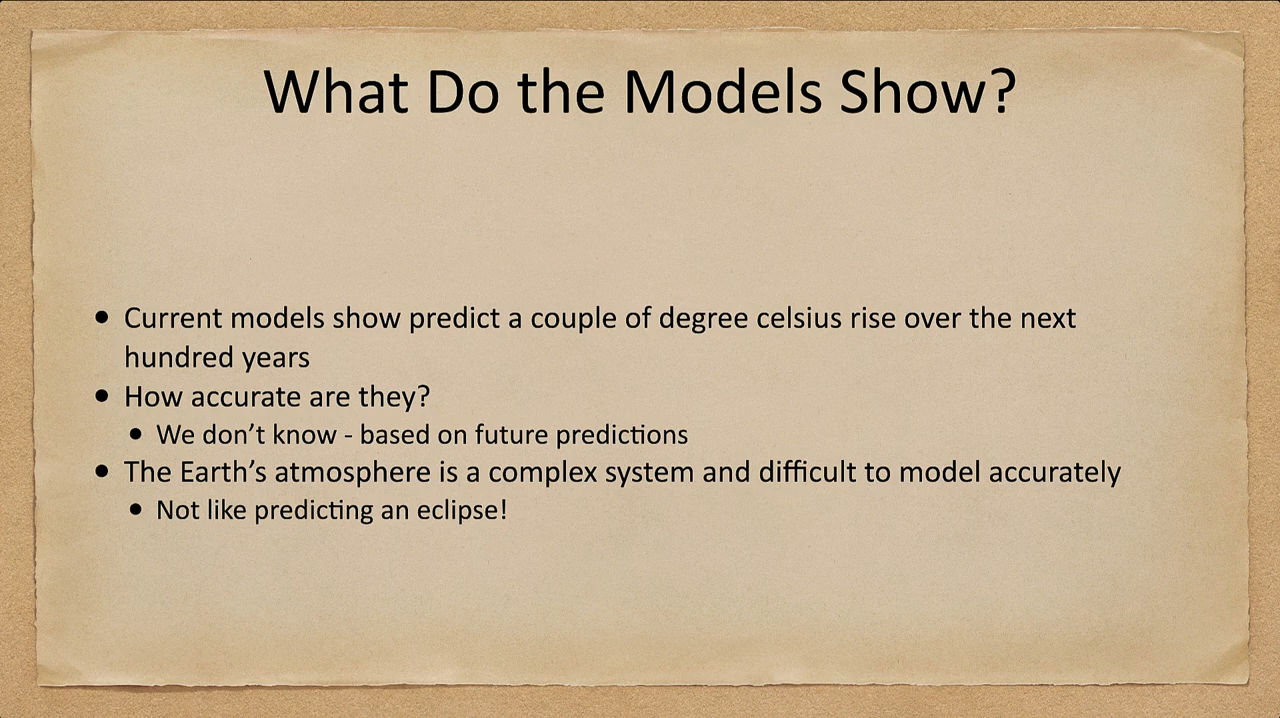 What Do the Models Show?
• Current models show predict a couple of degree celsius rise over the next
hundred years
• How accurate are they?
• We don’t know - based on future predictions
• The Earth’s atmosphere is a complex system and difficult to model accurately
• Not like predicting an eclipse!